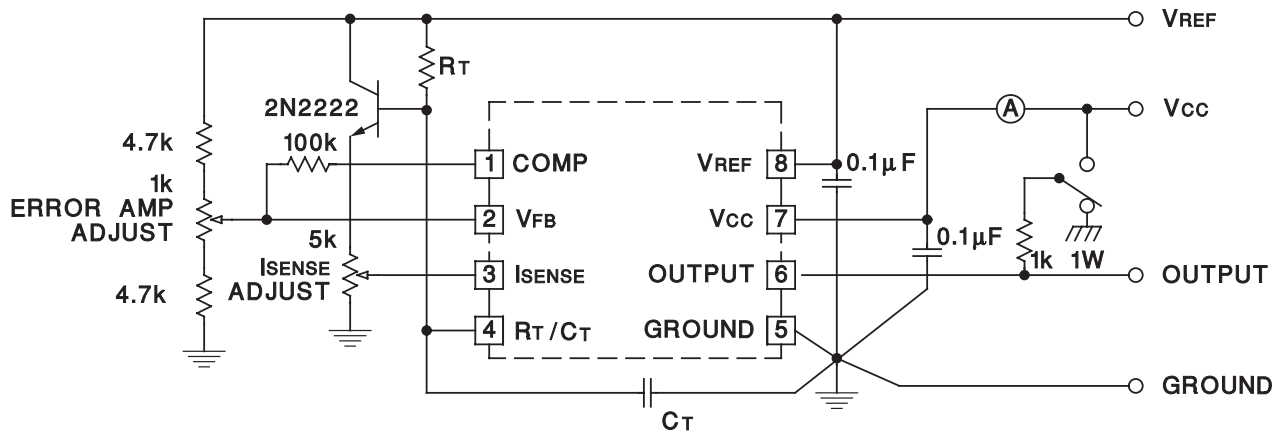 VREF
RT
2N2222
A
VCC
4.7k
100k
1 COMP
VREF 8
0.1μF
1k
ERROR AMP
ADJUST
2 VFB
VCC 7
0.1μF
5k
ISENSE
ADJUST
3 ISENSE
OUTPUT 6
1k
1W
OUTPUT
4.7k
4 RT/CT
GROUND 5
GROUND
CT